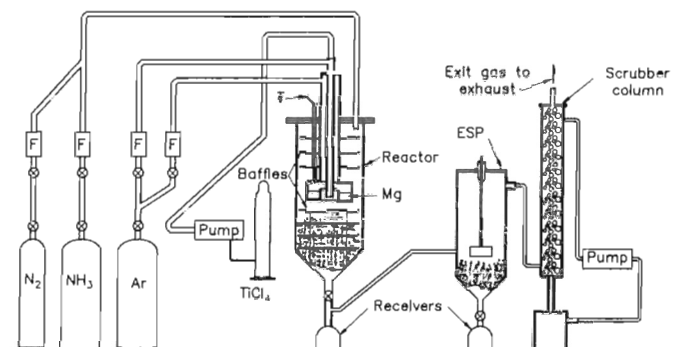 Exit gas to
exhaust
Scrubber
column
ESP
F
F
F
F
Reactor
Baffles
Mg
Pump
Pump
N2
NH3
Ar
TiCl4
Receivers